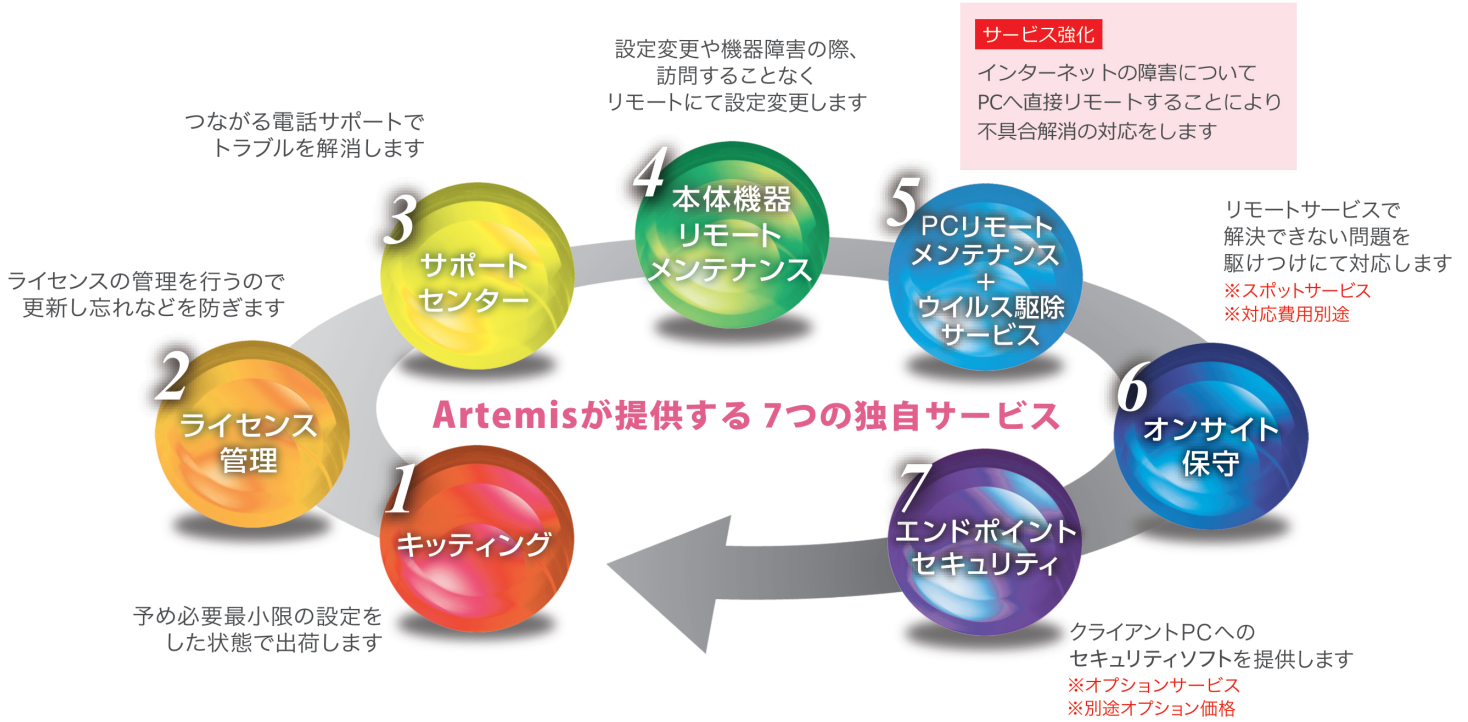 サービス強化
インターネットの障害について
PCへ直接リモートすることにより
不具合解消の対応をします
設定変更や機器障害の際、
訪問することなく
リモートにて設定変更します
つながる電話サポートで
トラブルを解消します
4
本体機器
リモート
メンテナンス
5
PCリモート
メンテナンス
+
ウイルス駆除
サービス
3
サポート
センター
リモートサービスで
解決できない問題を
駆けつけにて対応します
※スポットサービス
※対応費用別途
ライセンスの管理を行うので
更新し忘れなどを防ぎます
2
ライセンス
管理
6
オンサイト
保守
Artemisが提供する 7つの独自サービス
1
キッティング
7
エンドポイント
セキュリティ
予め必要最小限の設定を
した状態で出荷します
クライアントPCへの
セキュリティソフトを提供します
※オプションサービス
※別途オプション価格